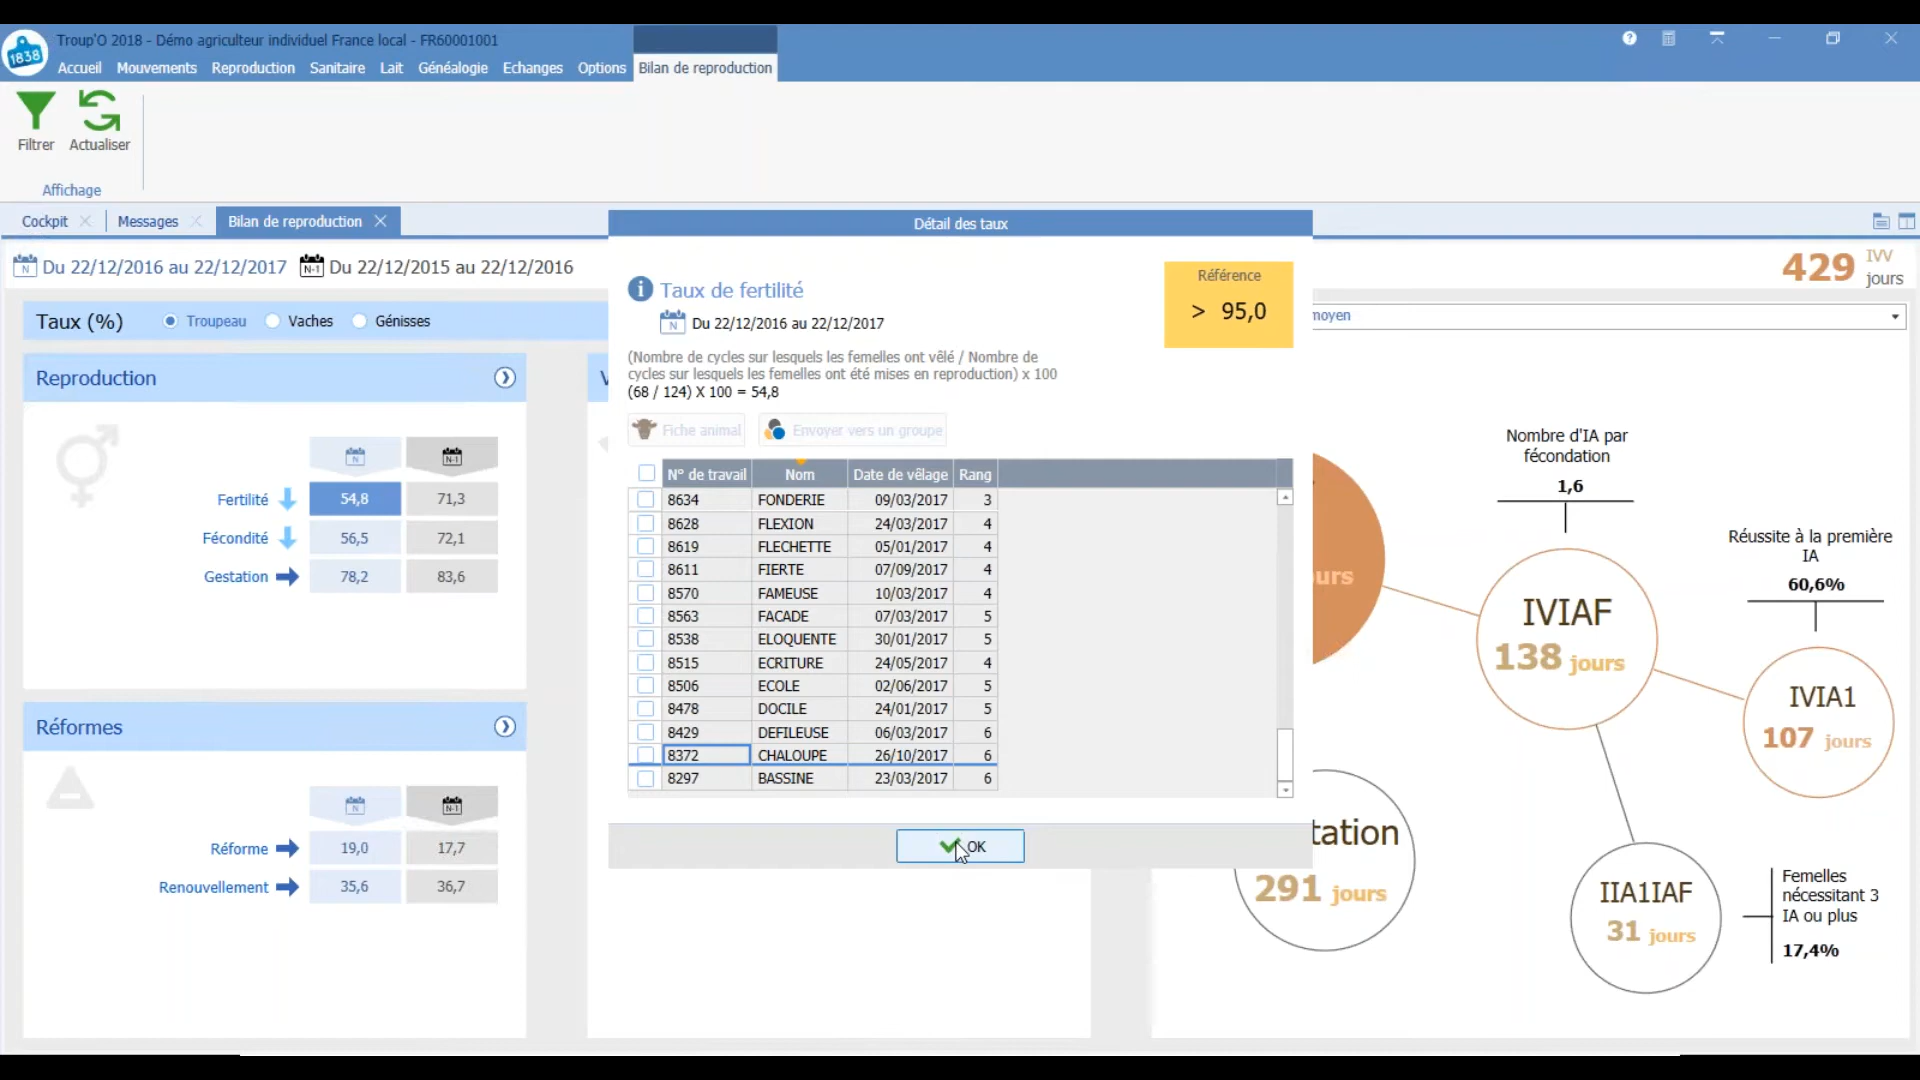 Troup'O 2018 - Démo agriculteur individuel France local - FR60001001
1838
Accueil Mouvements Reproduction Sanitaire Lait Généalogie Echanges Options Bilan de reproduction
Filtrer Actualiser
Affichage
Cockpit Messages Bilan de reproduction
N Du 22/12/2016 au 22/12/2017 N-1 Du 22/12/2015 au 22/12/2016
429 IVV
jours
Taux (%) Troupeau Vaches Génisses
Reproduction
N N-1
Fertilité 54,8 71,3
Fécondité 56,5 72,1
Gestation 78,2 83,6
Réformes
N N-1
Réforme 19,0 17,7
Renouvellement 35,6 36,7
Détail des taux
Taux de fertilité
N Du 22/12/2016 au 22/12/2017
Référence
> 95,0
(Nombre de cycles sur lesquels les femelles ont vêlé / Nombre de
cycles sur lesquels les femelles ont été mises en reproduction) x 100
(68 / 124) X 100 = 54,8
Fiche animal Envoyer vers un groupe
N° de travail Nom Date de vêlage Rang
8634 FONDERIE 09/03/2017 3
8628 FLEXION 24/03/2017 4
8619 FLECHETTE 05/01/2017 4
8611 FIERTE 07/09/2017 4
8570 FAMEUSE 10/03/2017 4
8563 FACADE 07/03/2017 5
8538 ELOQUENTE 30/01/2017 5
8515 ECRITURE 24/05/2017 4
8506 ECOLE 02/06/2017 5
8478 DOCILE 24/01/2017 5
8429 DEFILEUSE 06/03/2017 6
8372 CHALOUPE 26/10/2017 6
8297 BASSINE 23/03/2017 6
OK
moyen
urs
Nombre d'IA par
fécondation
1,6
IVIAF
138 jours
Réussite à la première
IA
60,6%
IVIA1
107 jours
tation
291 jours
IIA1IAF
31 jours
Femelles
nécessitant 3
IA ou plus
17,4%